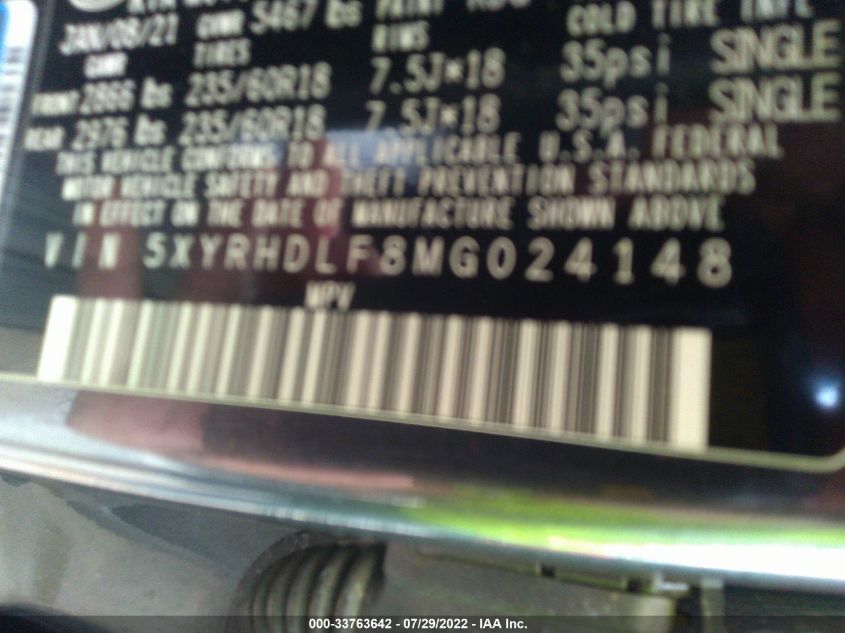 JAN/08/21 GVWR 5467 lbs PAINT
COLD TIRE INFL
GAWR TIRES RIMS
FRONT 2866 lbs 235/60R18 7.5J×18 35psi SINGLE
REAR 2976 lbs 235/60R18 7.5J×18 35psi SINGLE
THIS VEHICLE CONFORMS TO ALL APPLICABLE U.S.A. FEDERAL
MOTOR VEHICLE SAFETY AND THEFT PREVENTION STANDARDS
IN EFFECT ON THE DATE OF MANUFACTURE SHOWN ABOVE
VIN 5XYRHDLF8MG024148
MPV
000-33763642 - 07/29/2022 - IAA Inc.